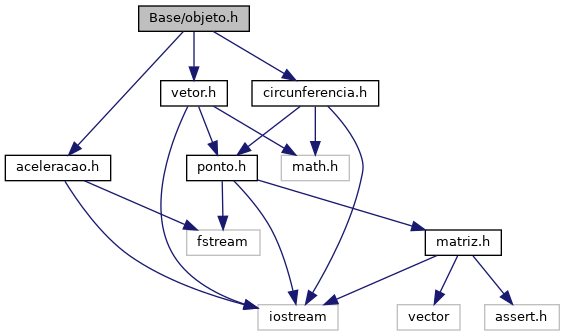 Base/objeto.h
vetor.h
circunferencia.h
aceleracao.h
ponto.h
math.h
fstream
matriz.h
iostream
vector
assert.h